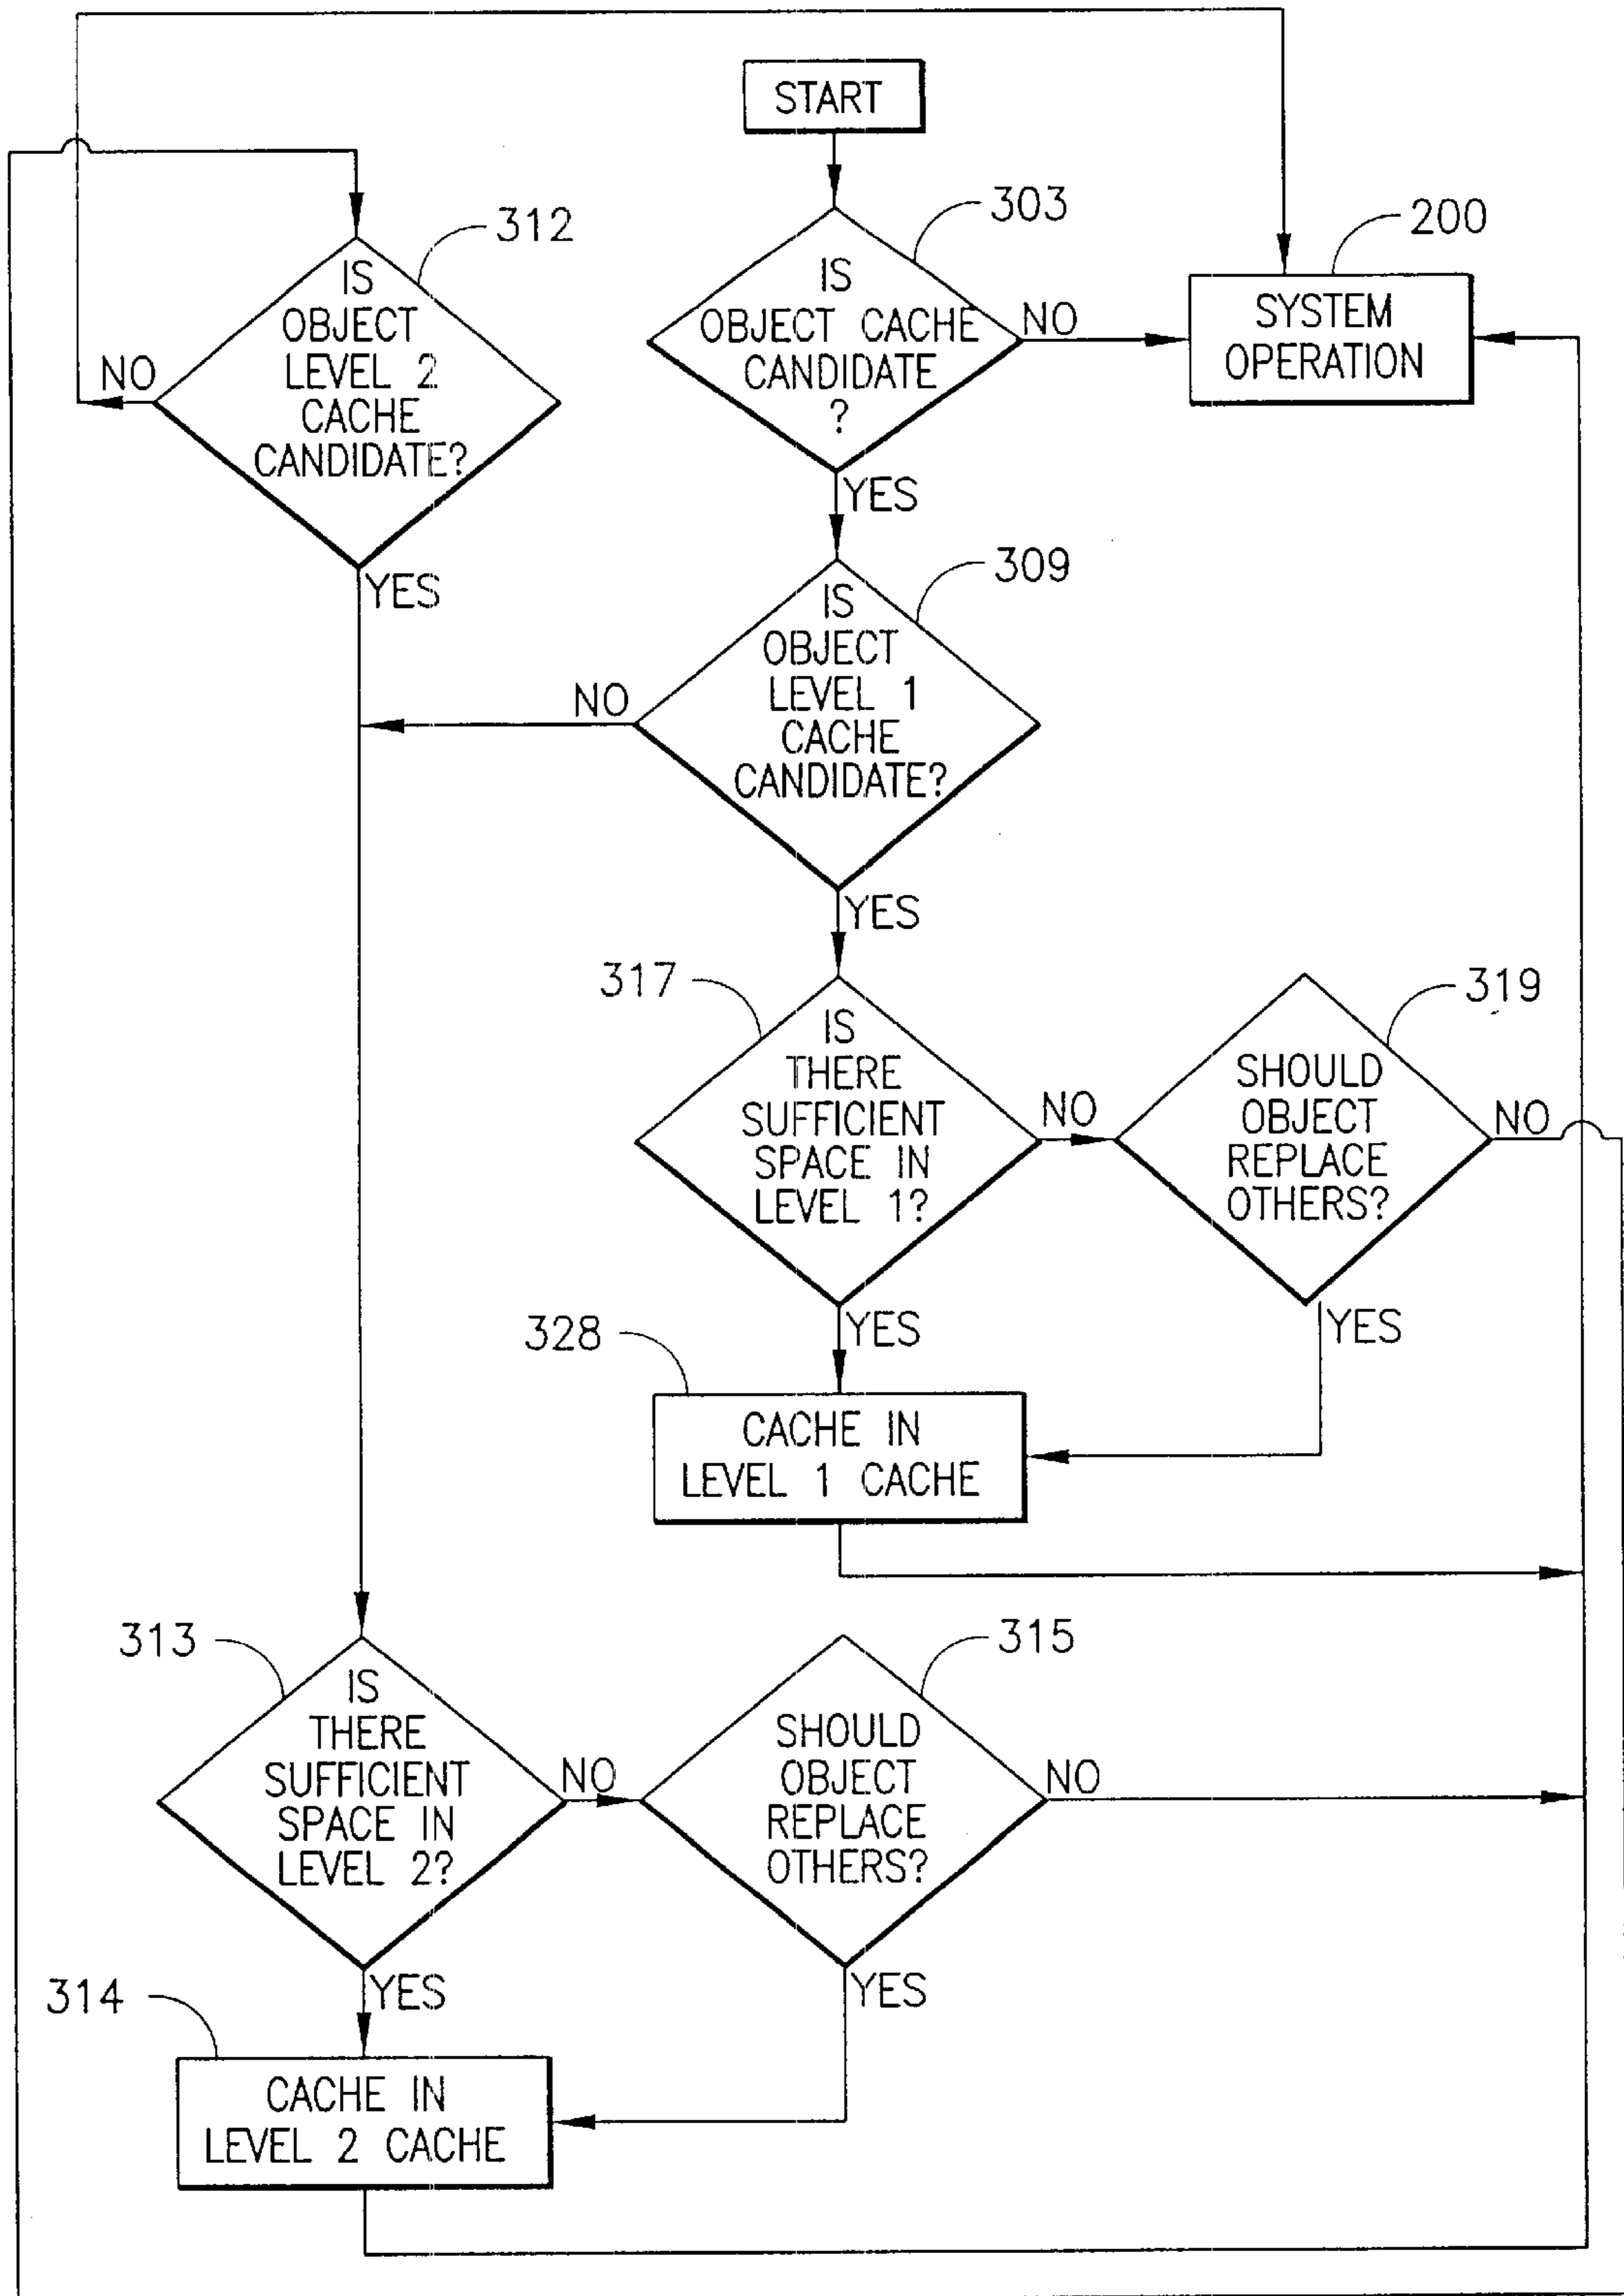 START
303
IS
OBJECT CACHE
CANDIDATE
?
NO
YES
200
SYSTEM
OPERATION
312
IS
OBJECT
LEVEL 2
CACHE
CANDIDATE?
NO
YES
309
IS
OBJECT
LEVEL 1
CACHE
CANDIDATE?
NO
YES
317
IS
THERE
SUFFICIENT
SPACE IN
LEVEL 1?
NO
YES
319
SHOULD
OBJECT
REPLACE
OTHERS?
NO
YES
328
CACHE IN
LEVEL 1 CACHE
313
IS
THERE
SUFFICIENT
SPACE IN
LEVEL 2?
NO
YES
315
SHOULD
OBJECT
REPLACE
OTHERS?
NO
YES
314
CACHE IN
LEVEL 2 CACHE